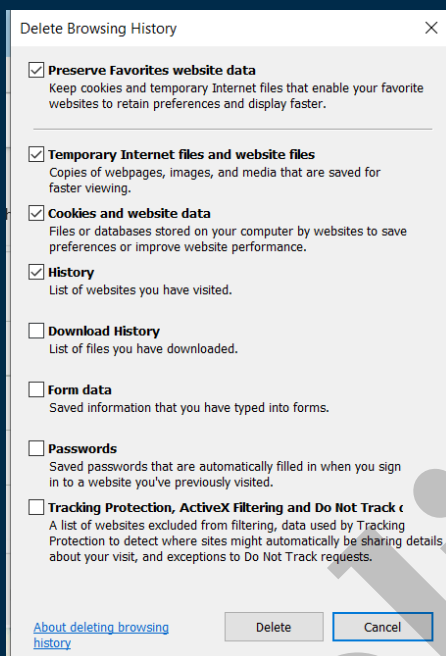 Delete Browsing History
Preserve Favorites website data
Keep cookies and temporary Internet files that enable your favorite
websites to retain preferences and display faster.
Temporary Internet files and website files
Copies of webpages, images, and media that are saved for
faster viewing.
Cookies and website data
Files or databases stored on your computer by websites to save
preferences or improve website performance.
History
List of websites you have visited.
Download History
List of files you have downloaded.
Form data
Saved information that you have typed into forms.
Passwords
Saved passwords that are automatically filled in when you sign
in to a website you've previously visited.
Tracking Protection, ActiveX Filtering and Do Not Track
A list of websites excluded from filtering, data used by Tracking
Protection to detect where sites might automatically be sharing details
about your visit, and exceptions to Do Not Track requests.
About deleting browsing
history
Delete
Cancel